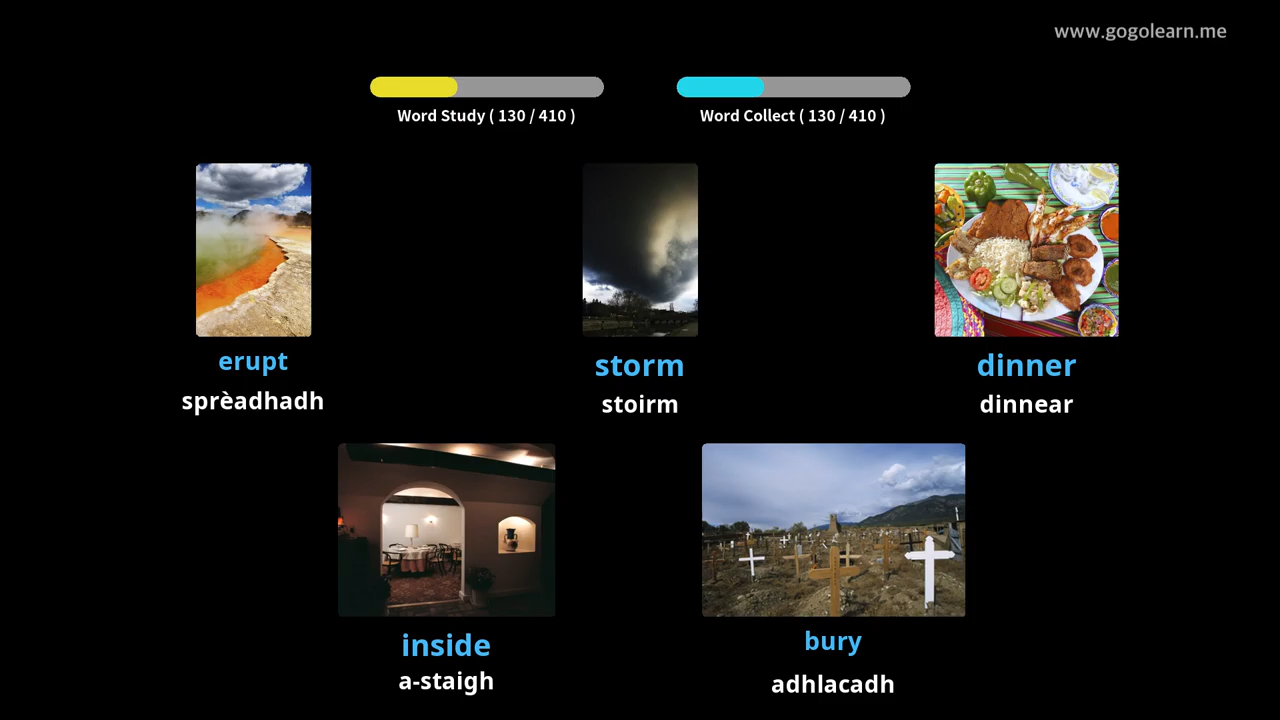 www.gogolearn.me
Word Study ( 130 / 410 )
Word Collect ( 130 / 410 )
erupt
sprèadhadh
storm
stoirm
dinner
dinnear
inside
a-staigh
bury
adhlacadh